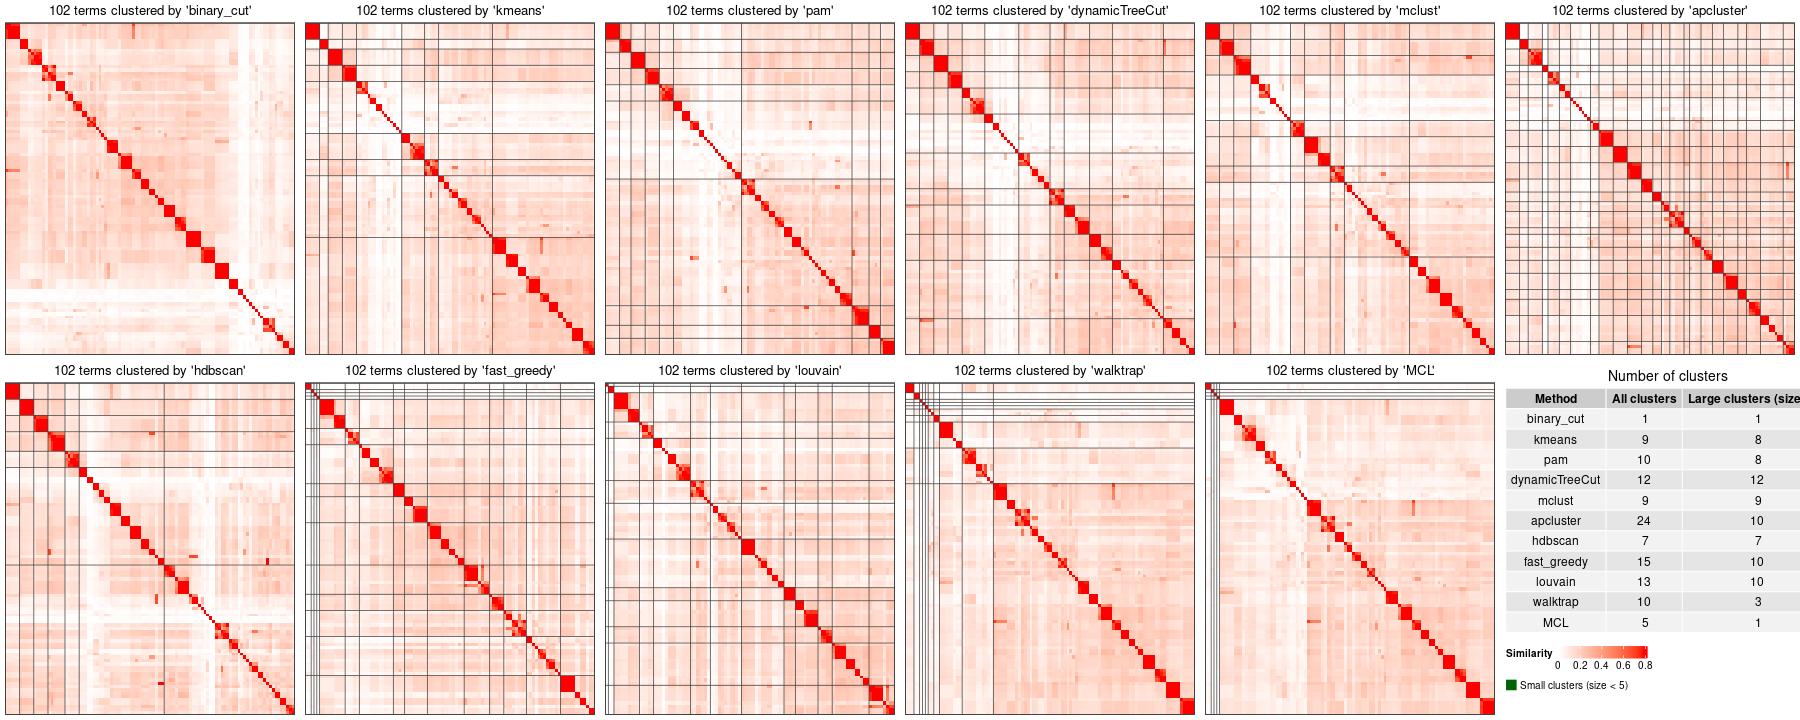 102 terms clustered by 'binary_cut'
102 terms clustered by 'kmeans'
102 terms clustered by 'pam'
102 terms clustered by 'dynamicTreeCut'
102 terms clustered by 'mclust'
102 terms clustered by 'apcluster'
102 terms clustered by 'hdbscan'
102 terms clustered by 'fast_greedy'
102 terms clustered by 'louvain'
102 terms clustered by 'walktrap'
102 terms clustered by 'MCL'
Number of clusters
Method All clusters Large clusters (size
binary_cut 1 1
kmeans 9 8
pam 10 8
dynamicTreeCut 12 12
mclust 9 9
apcluster 24 10
hdbscan 7 7
fast_greedy 15 10
louvain 13 10
walktrap 10 3
MCL 5 1
Similarity
0 0.2 0.4 0.6 0.8
Small clusters (size < 5)